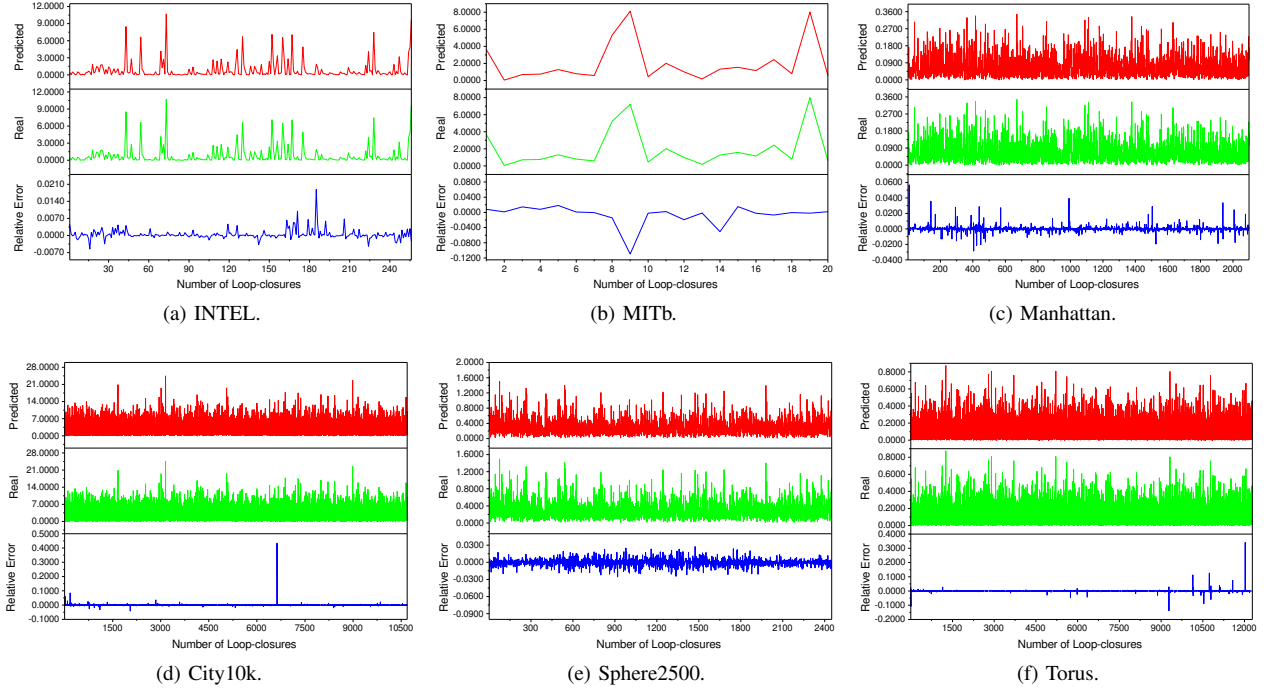 12.0000
9.0000
6.0000
3.0000
0.0000
Predicted
12.0000
9.0000
6.0000
3.0000
0.0000
Real
0.0210
0.0140
0.0070
0.0000
-0.0070
Relative Error
30 60 90 120 150 180 210 240
Number of Loop-closures
(a) INTEL.
8.0000
6.0000
4.0000
2.0000
0.0000
Predicted
8.0000
6.0000
4.0000
2.0000
0.0000
Real
0.0800
0.0400
0.0000
-0.0400
-0.0800
-0.1200
Relative Error
2 4 6 8 10 12 14 16 18 20
Number of Loop-closures
(b) MITb.
0.3600
0.2700
0.1800
0.0900
0.0000
Predicted
0.3600
0.2700
0.1800
0.0900
0.0000
Real
0.0600
0.0400
0.0200
0.0000
-0.0200
-0.0400
Relative Error
200 400 600 800 1000 1200 1400 1600 1800 2000
Number of Loop-closures
(c) Manhattan.
28.0000
21.0000
14.0000
7.0000
0.0000
Predicted
28.0000
21.0000
14.0000
7.0000
0.0000
Real
0.5000
0.4000
0.3000
0.2000
0.1000
0.0000
-0.1000
Relative Error
1500 3000 4500 6000 7500 9000 10500
Number of Loop-closures
(d) City10k.
2.0000
1.6000
1.2000
0.8000
0.4000
0.0000
Predicted
1.6000
1.2000
0.8000
0.4000
0.0000
Real
0.0300
0.0000
-0.0300
-0.0600
-0.0900
Relative Error
300 600 900 1200 1500 1800 2100 2400
Number of Loop-closures
(e) Sphere2500.
0.8000
0.6000
0.4000
0.2000
0.0000
Predicted
0.8000
0.6000
0.4000
0.2000
0.0000
Real
0.4000
0.3000
0.2000
0.1000
0.0000
-0.1000
-0.2000
Relative Error
1500 3000 4500 6000 7500 9000 10500 12000
Number of Loop-closures
(f) Torus.